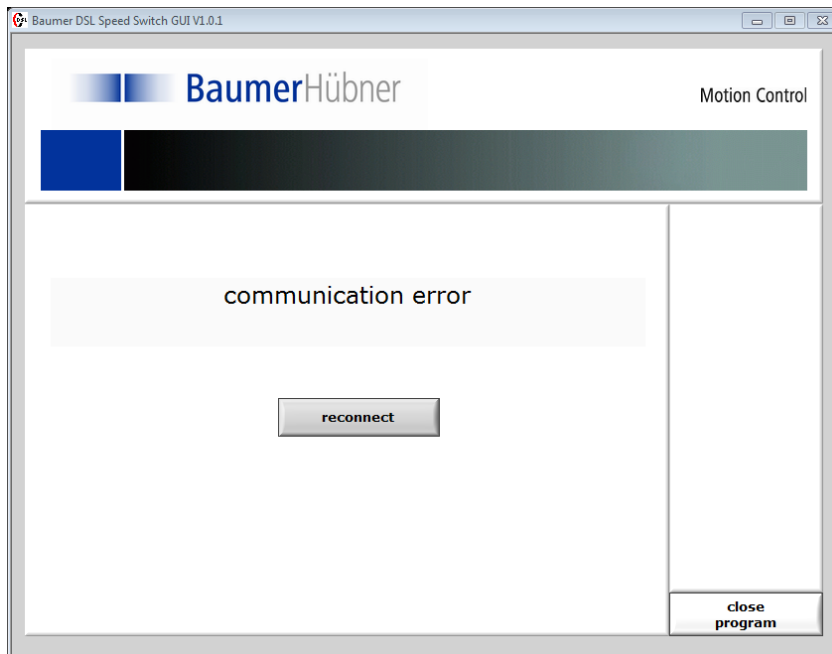 Baumer DSL Speed Switch GUI V1.0.1
BaumerHübner
Motion Control
communication error
reconnect
close
program